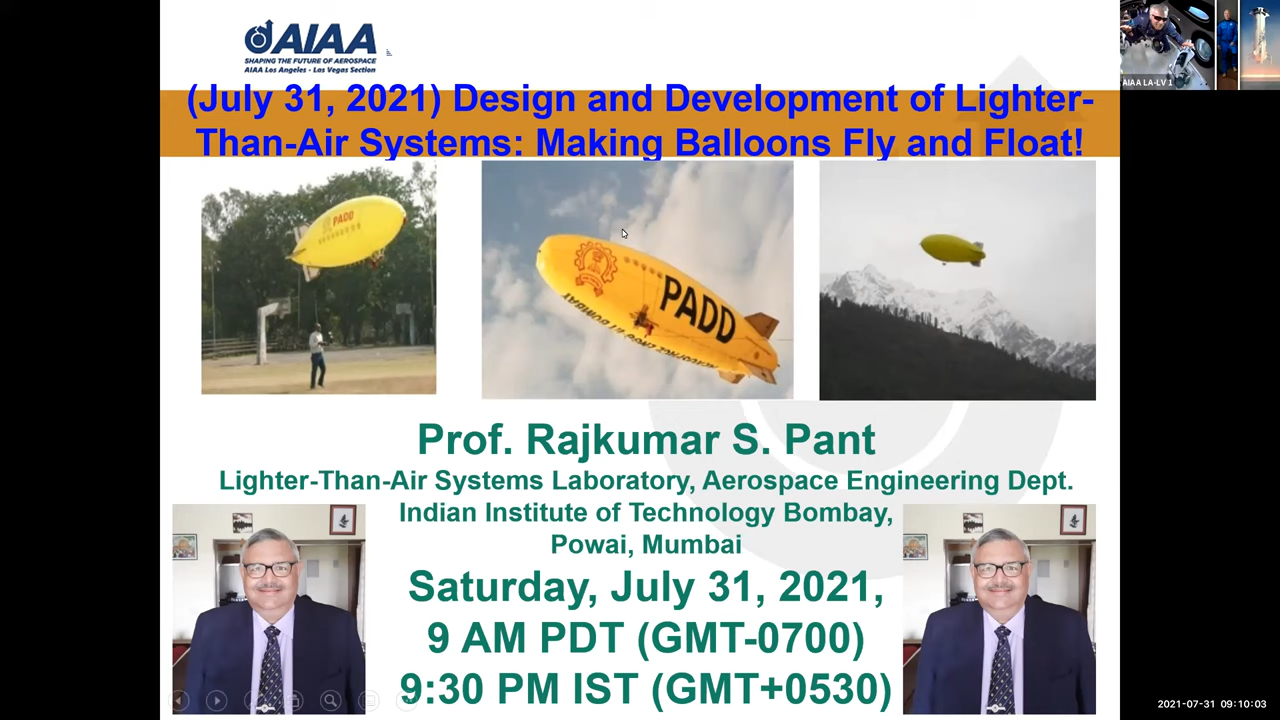 AIAA
SHAPING THE FUTURE OF AEROSPACE
AIAA Los Angeles - Las Vegas Section
(July 31, 2021) Design and Development of Lighter-
Than-Air Systems: Making Balloons Fly and Float!
PADD
PADD
Prof. Rajkumar S. Pant
Lighter-Than-Air Systems Laboratory, Aerospace Engineering Dept.
Indian Institute of Technology Bombay,
Powai, Mumbai
Saturday, July 31, 2021,
9 AM PDT (GMT-0700)
9:30 PM IST (GMT+0530)
AIAA LA-LV 1
2021-07-31 09:10:03